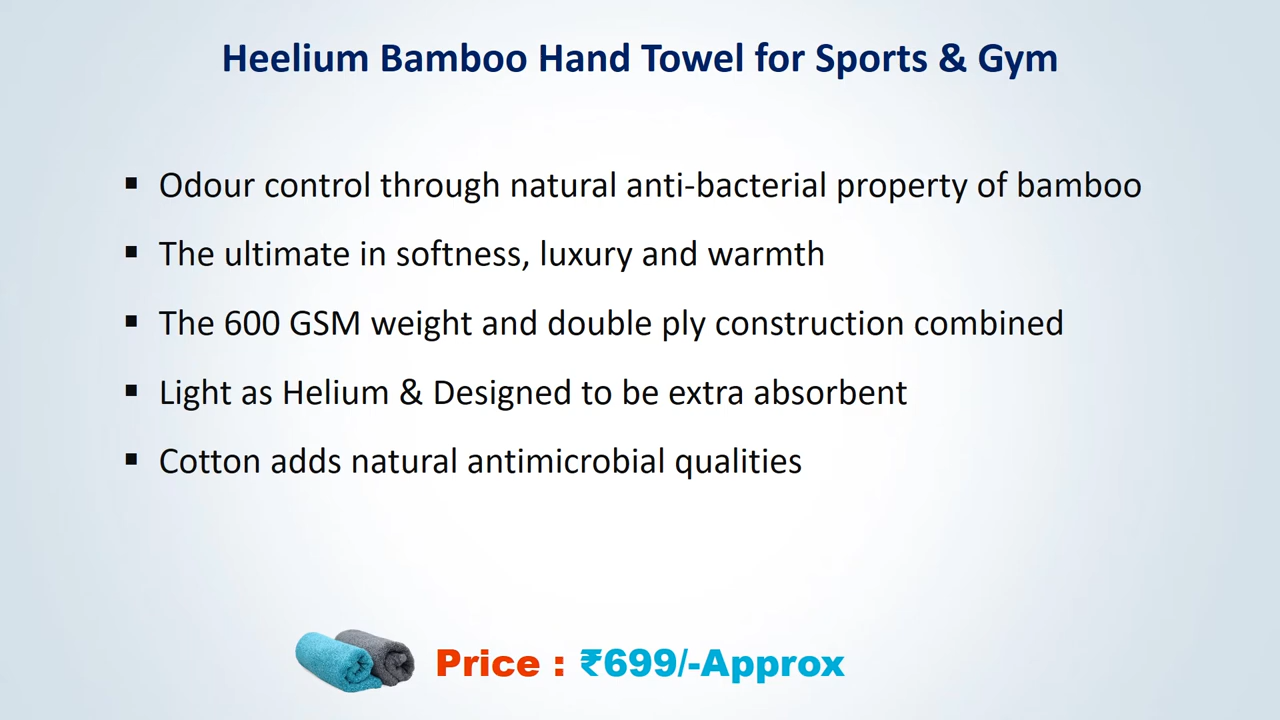 Heelium Bamboo Hand Towel for Sports & Gym
▪ Odour control through natural anti-bacterial property of bamboo
▪ The ultimate in softness, luxury and warmth
▪ The 600 GSM weight and double ply construction combined
▪ Light as Helium & Designed to be extra absorbent
▪ Cotton adds natural antimicrobial qualities
Price : ₹699/-Approx